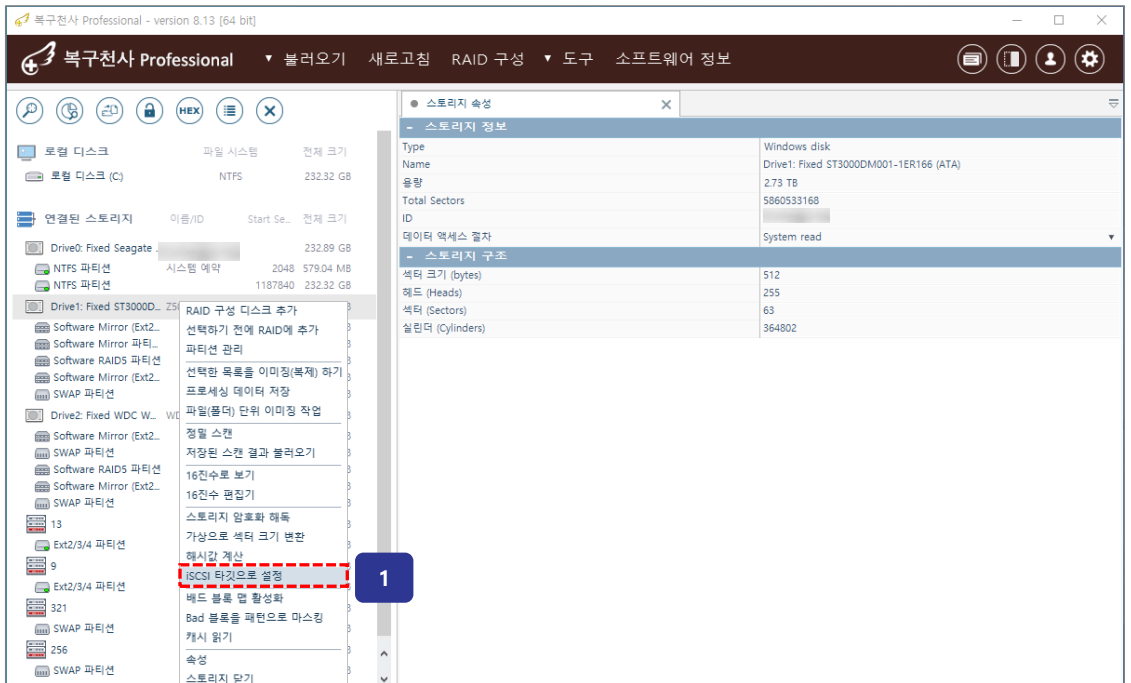 복구천사 Professional - version 8.13 [64 bit]
복구천사 Professional ▼ 불러오기 새로고침 RAID 구성 ▼ 도구 소프트웨어 정보
HEX
로컬 디스크 파일 시스템 전체 크기
로컬 디스크 (C:) NTFS 232.32 GB
연결된 스토리지 이름/ID Start Se... 전체 크기
Drive0: Fixed Seagate 232.89 GB
NTFS 파티션 시스템 예약 2048 579.04 MB
NTFS 파티션 1187840 232.32 GB
Drive1: Fixed ST3000D...
Software Mirror (Ext2...
Software Mirror 파티...
Software RAID5 파티션
Software Mirror (Ext2...
SWAP 파티션
Drive2: Fixed WDC W...
Software Mirror (Ext2...
SWAP 파티션
Software RAID5 파티션
Software Mirror (Ext2...
SWAP 파티션
13
Ext2/3/4 파티션
9
Ext2/3/4 파티션
321
SWAP 파티션
256
SWAP 파티션
RAID 구성 디스크 추가
선택하기 전에 RAID에 추가
파티션 관리
선택한 목록을 이미징(복제) 하기
프로세싱 데이터 저장
파일(폴더) 단위 이미징 작업
정밀 스캔
저장된 스캔 결과 불러오기
16진수로 보기
16진수 편집기
스토리지 암호화 해독
가상으로 섹터 크기 변환
해시값 계산
iSCSI 타깃으로 설정
1
배드 블록 맵 활성화
Bad 블록을 패턴으로 마스킹
캐시 읽기
속성
스토리지 닫기
스토리지 속성
- 스토리지 정보
Type Windows disk
Name Drive1: Fixed ST3000DM001-1ER166 (ATA)
용량 2.73 TB
Total Sectors 5860533168
ID
데이터 액세스 절차 System read
- 스토리지 구조
섹터 크기 (bytes) 512
헤드 (Heads) 255
섹터 (Sectors) 63
실린더 (Cylinders) 364802